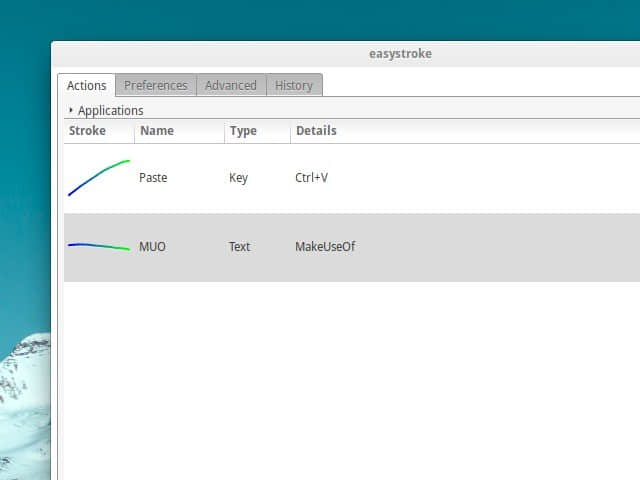 easystroke
Actions Preferences Advanced History
Applications
Stroke Name Type Details
Paste Key Ctrl+V
MUO Text MakeUseOf